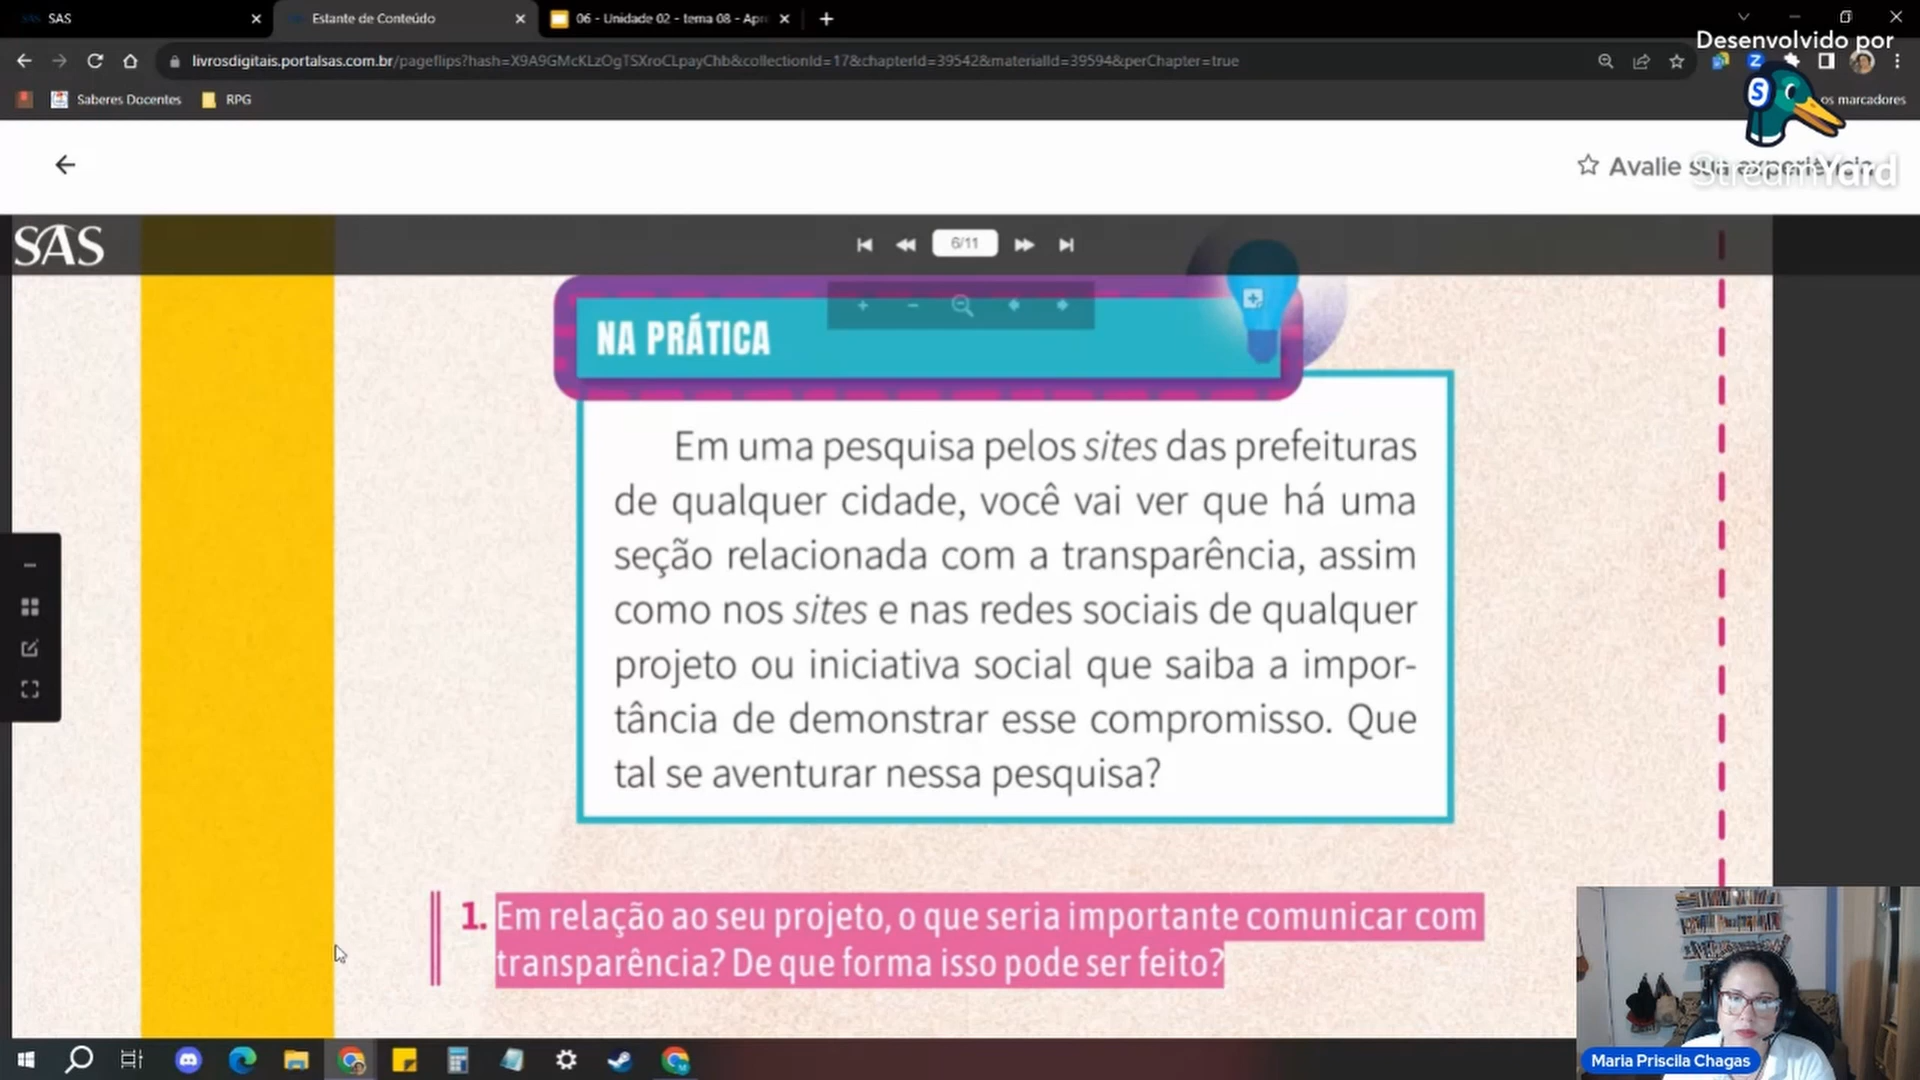 SAS
Estante de Conteúdo
06 - Unidade 02 - tema 08 - Apr
Desenvolvido por
livrosdigitais.portalsas.com.br/pageflips?hash=X9A9GMcKLzOgTSXroCLpayChb&collectionId=17&chapterId=39542&materialId=39594&perChapter=true
Saberes Docentes
RPG
os marcadores
Avalie sua experiência
StreamYard
SAS
6/11
NA PRÁTICA
Em uma pesquisa pelos sites das prefeituras
de qualquer cidade, você vai ver que há uma
seção relacionada com a transparência, assim
como nos sites e nas redes sociais de qualquer
projeto ou iniciativa social que saiba a impor-
tância de demonstrar esse compromisso. Que
tal se aventurar nessa pesquisa?
1. Em relação ao seu projeto, o que seria importante comunicar com
transparência? De que forma isso pode ser feito?
Maria Priscila Chagas